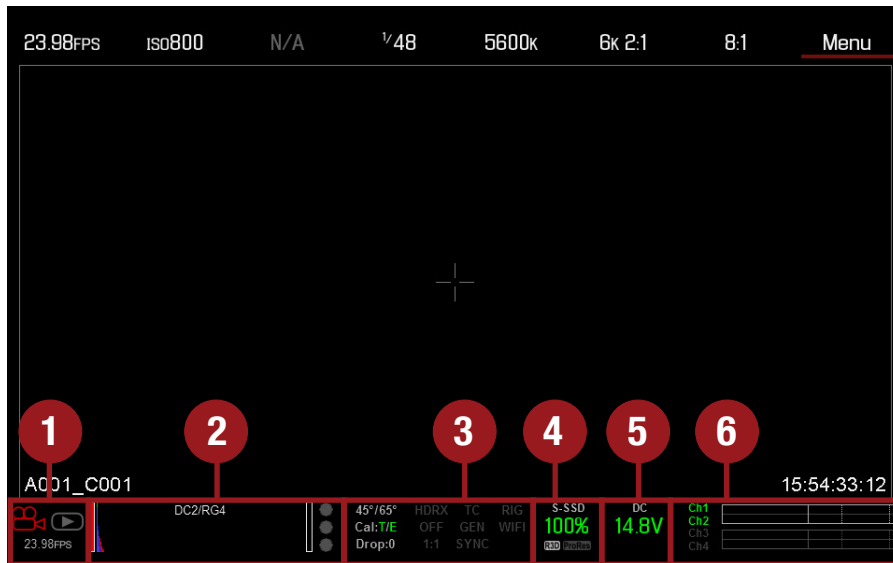 23.98FPS ISO800 N/A 1/48 5600K 6K 2:1 8:1 Menu
1 2 3 4 5 6
A001_C001 15:54:33:12
DC2/RG4 45°/65° HDRX TC RIG S-SSD DC Ch1
Cal:T/E OFF GEN WIFI 100% 14.8V Ch2
23.98FPS Drop:0 1:1 SYNC R3D ProRes Ch3
Ch4